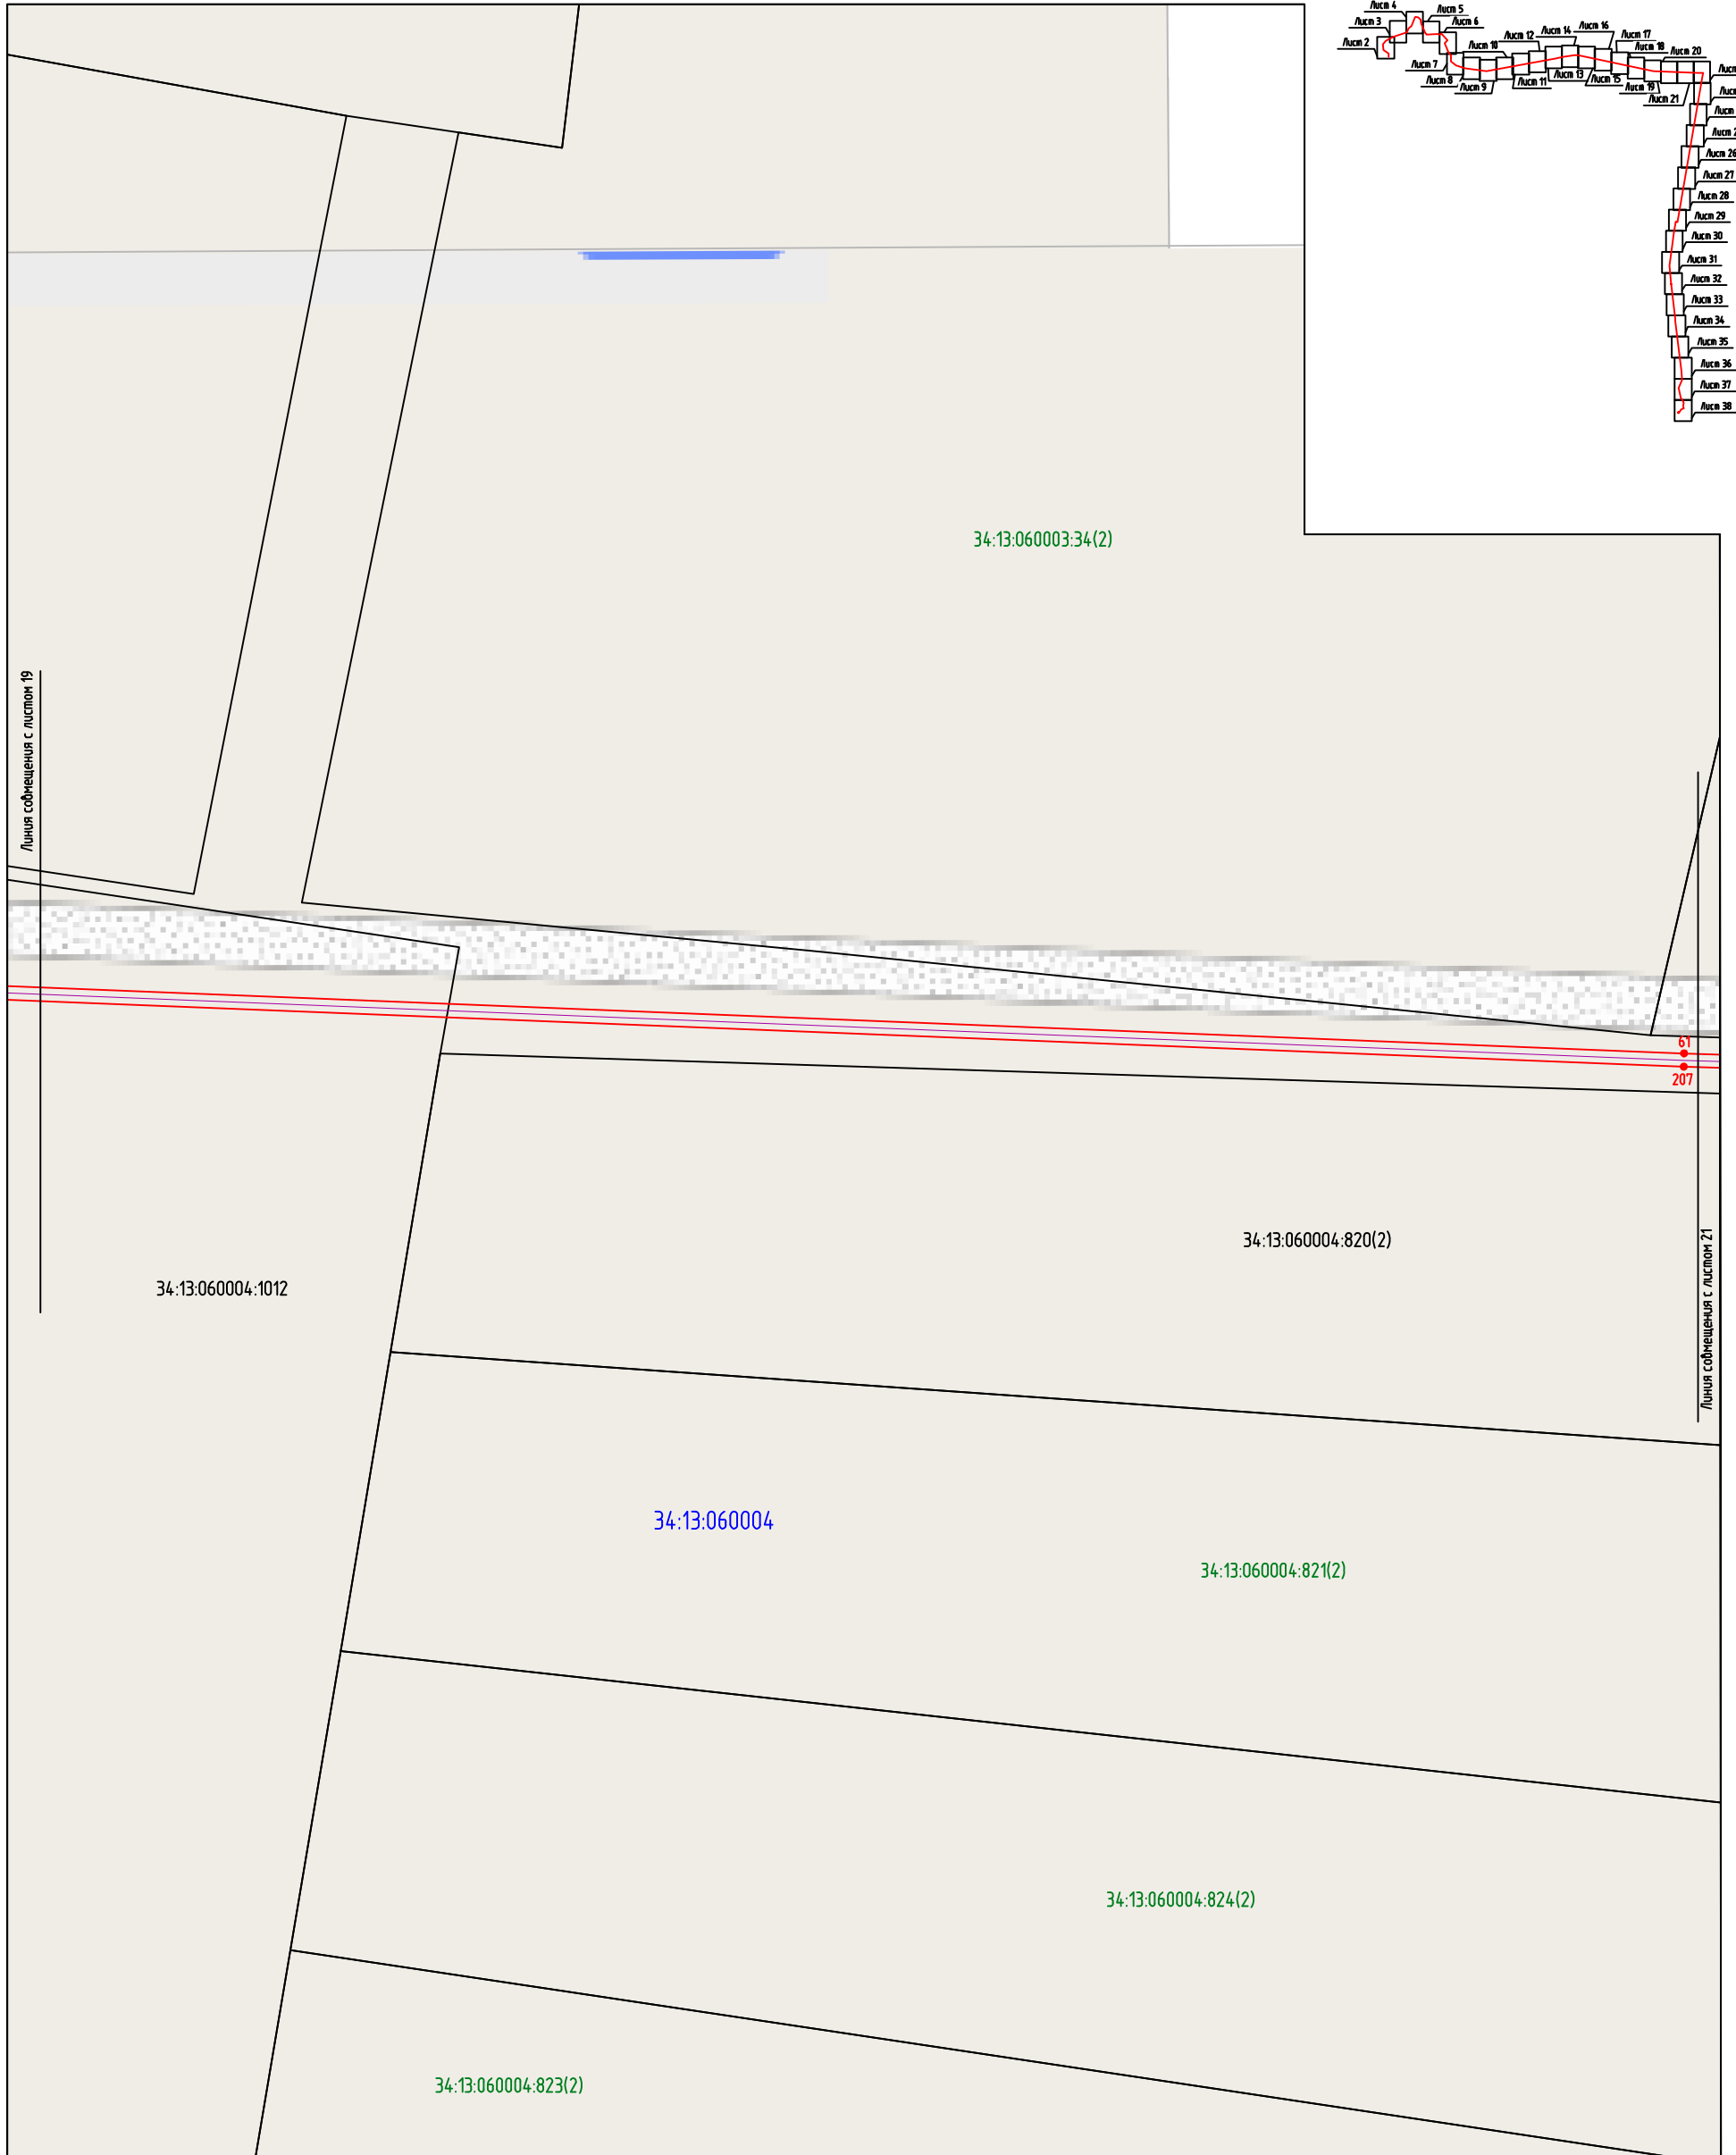 Лист 4
Лист 5
Лист 3
Лист 6
Лист 2
Лист 16
Лист 14
Лист 12
Лист 17
Лист 10
Лист 18
Лист 20
Лист 7
Лист 8
Лист 9
Лист 11
Лист 13
Лист 15
Лист 19
Лист 21
Лист
Лист
Лист
Лист 2
Лист 26
Лист 27
Лист 28
Лист 29
Лист 30
Лист 31
Лист 32
Лист 33
Лист 34
Лист 35
Лист 36
Лист 37
Лист 38
34:13:060003:34(2)
Линия совмещения с листом 19
61
207
34:13:060004:820(2)
34:13:060004:1012
Линия совмещения с листом 21
34:13:060004
34:13:060004:821(2)
34:13:060004:824(2)
34:13:060004:823(2)